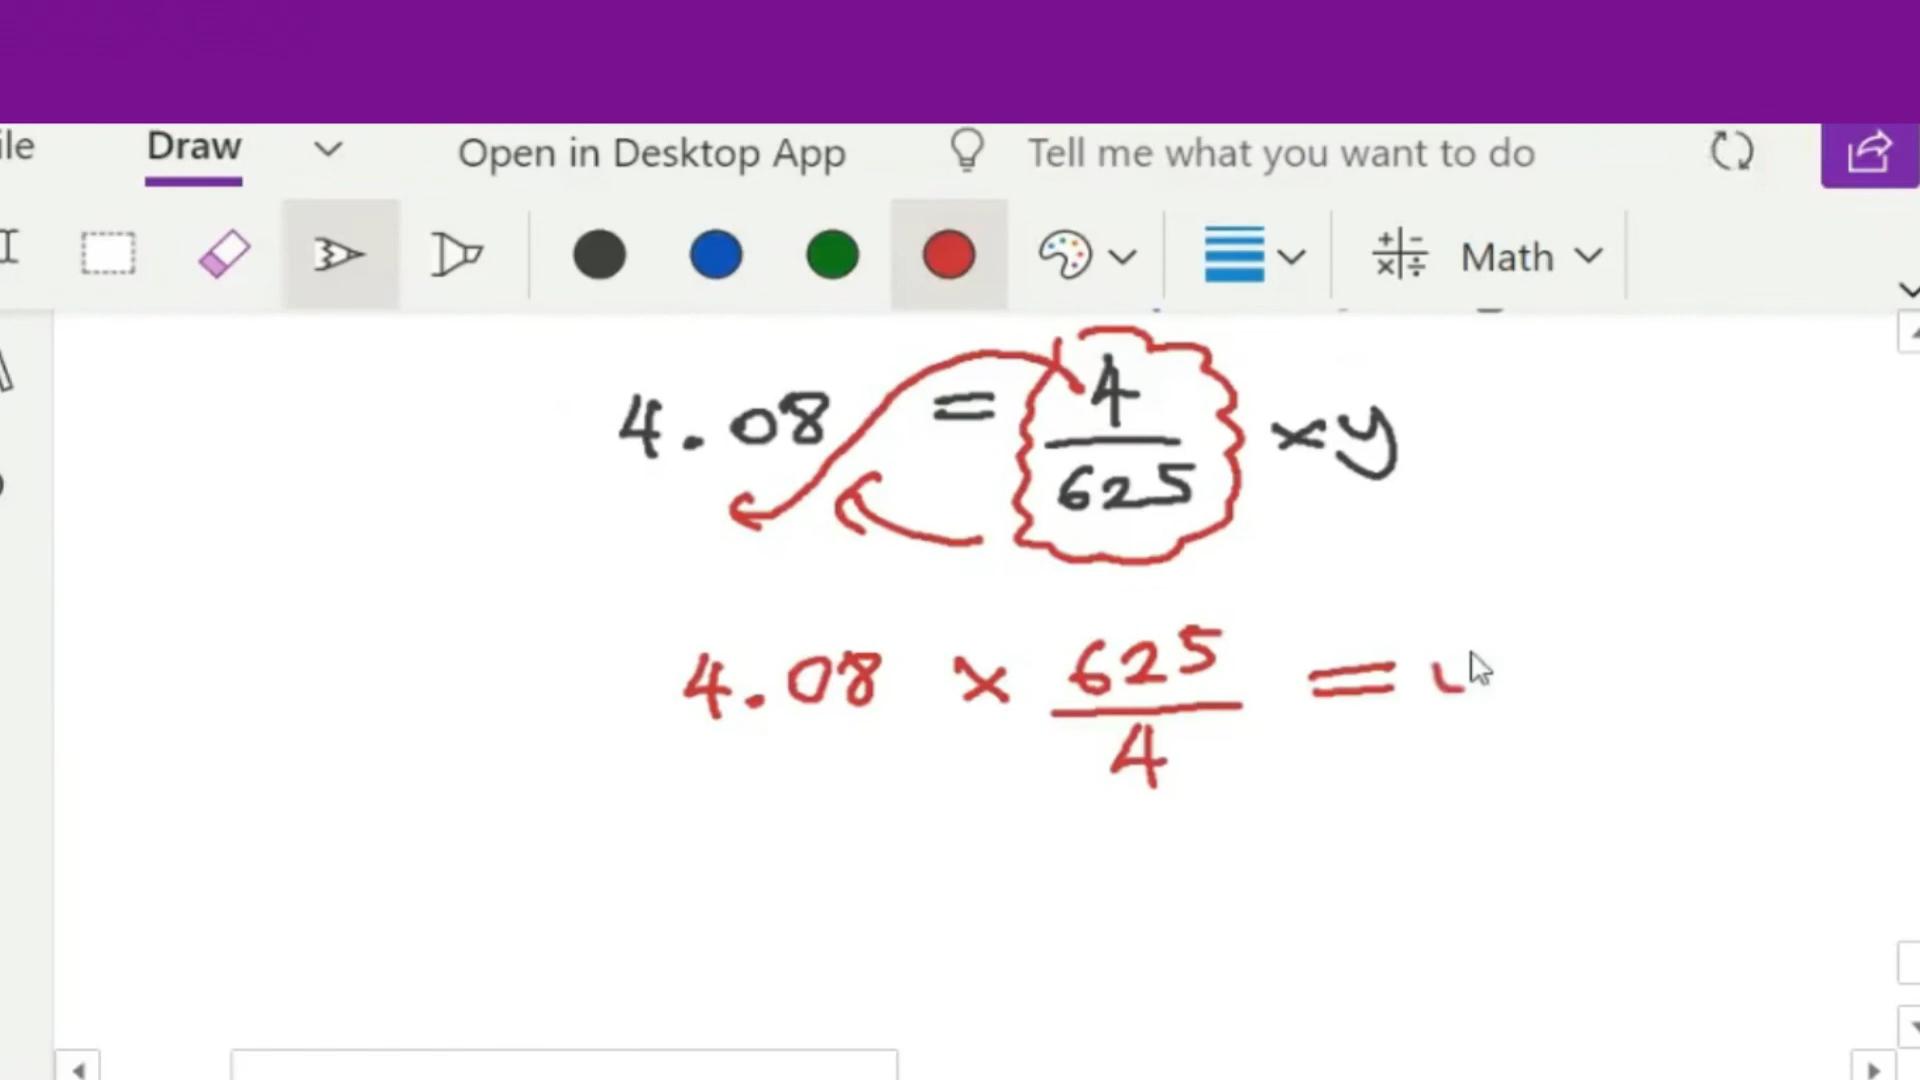 Draw Open in Desktop App Tell me what you want to do
Math
4.08 = 4/625 × y
4.08 × 625/4 =